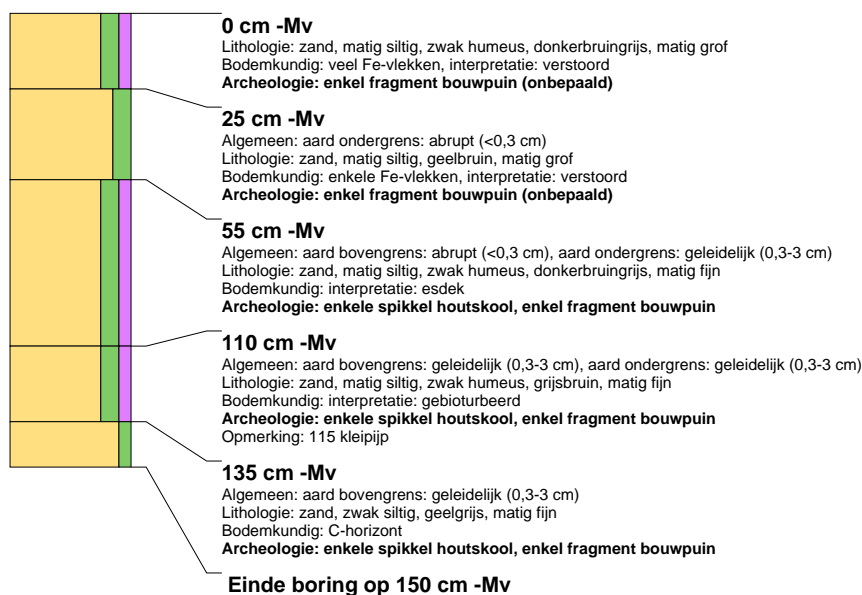 0 cm -Mv
Lithologie: zand, matig siltig, zwak humeus, donkerbruingrijs, matig grof
Bodemkundig: veel Fe-vlekken, interpretatie: verstoord
Archeologie: enkel fragment bouwpuin (onbepaald)
25 cm -Mv
Algemeen: aard ondergrens: abrupt (<0,3 cm)
Lithologie: zand, matig siltig, geelbruin, matig grof
Bodemkundig: enkele Fe-vlekken, interpretatie: verstoord
Archeologie: enkel fragment bouwpuin (onbepaald)
55 cm -Mv
Algemeen: aard bovengrens: abrupt (<0,3 cm), aard ondergrens: geleidelijk (0,3-3 cm)
Lithologie: zand, matig siltig, zwak humeus, donkerbruingrijs, matig fijn
Bodemkundig: interpretatie: esdek
Archeologie: enkele spikkel houtskool, enkel fragment bouwpuin
110 cm -Mv
Algemeen: aard bovengrens: geleidelijk (0,3-3 cm), aard ondergrens: geleidelijk (0,3-3 cm)
Lithologie: zand, matig siltig, zwak humeus, grijsbruin, matig fijn
Bodemkundig: interpretatie: gebioturbeerd
Archeologie: enkele spikkel houtskool, enkel fragment bouwpuin
Opmerking: 115 kleipijp
135 cm -Mv
Algemeen: aard bovengrens: geleidelijk (0,3-3 cm)
Lithologie: zand, zwak siltig, geelgrijs, matig fijn
Bodemkundig: C-horizont
Archeologie: enkele spikkel houtskool, enkel fragment bouwpuin
Einde boring op 150 cm -Mv